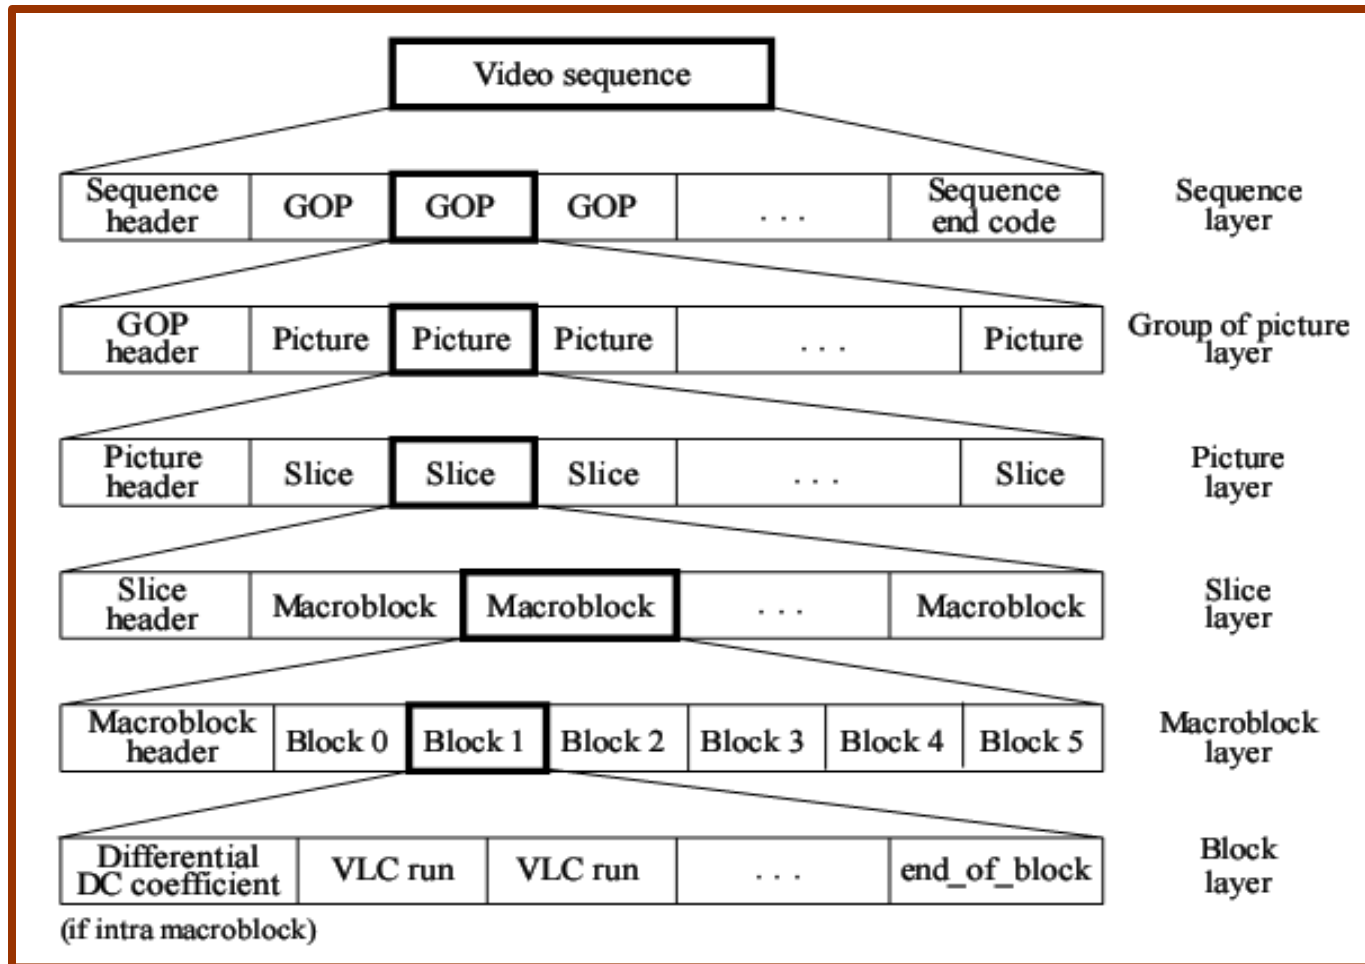 Video sequence
Sequence header GOP GOP GOP . . . Sequence end code Sequence layer
GOP header Picture Picture Picture . . . Picture Group of picture layer
Picture header Slice Slice Slice . . . Slice Picture layer
Slice header Macroblock Macroblock . . . Macroblock Slice layer
Macroblock header Block 0 Block 1 Block 2 Block 3 Block 4 Block 5 Macroblock layer
Differential DC coefficient VLC run VLC run . . . end_of_block Block layer
(if intra macroblock)